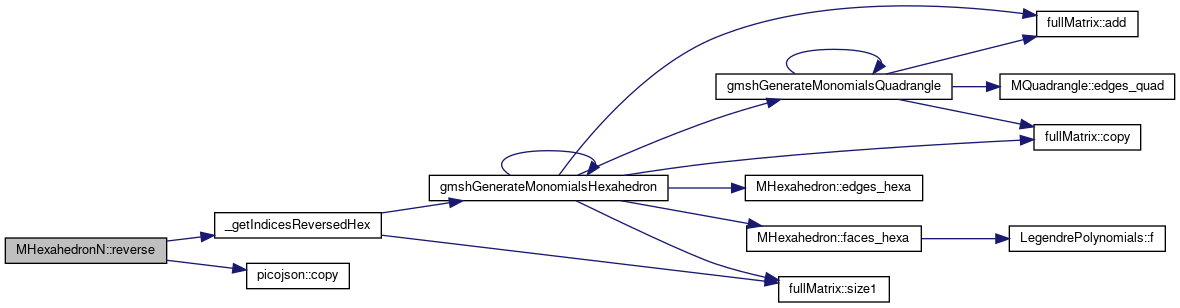 fullMatrix::add
gmshGenerateMonomialsQuadrangle
MQuadrangle::edges_quad
fullMatrix::copy
gmshGenerateMonomialsHexahedron
MHexahedron::edges_hexa
_getIndicesReversedHex
MHexahedron::faces_hexa
LegendrePolynomials::f
MHexahedronN::reverse
picojson::copy
fullMatrix::size1